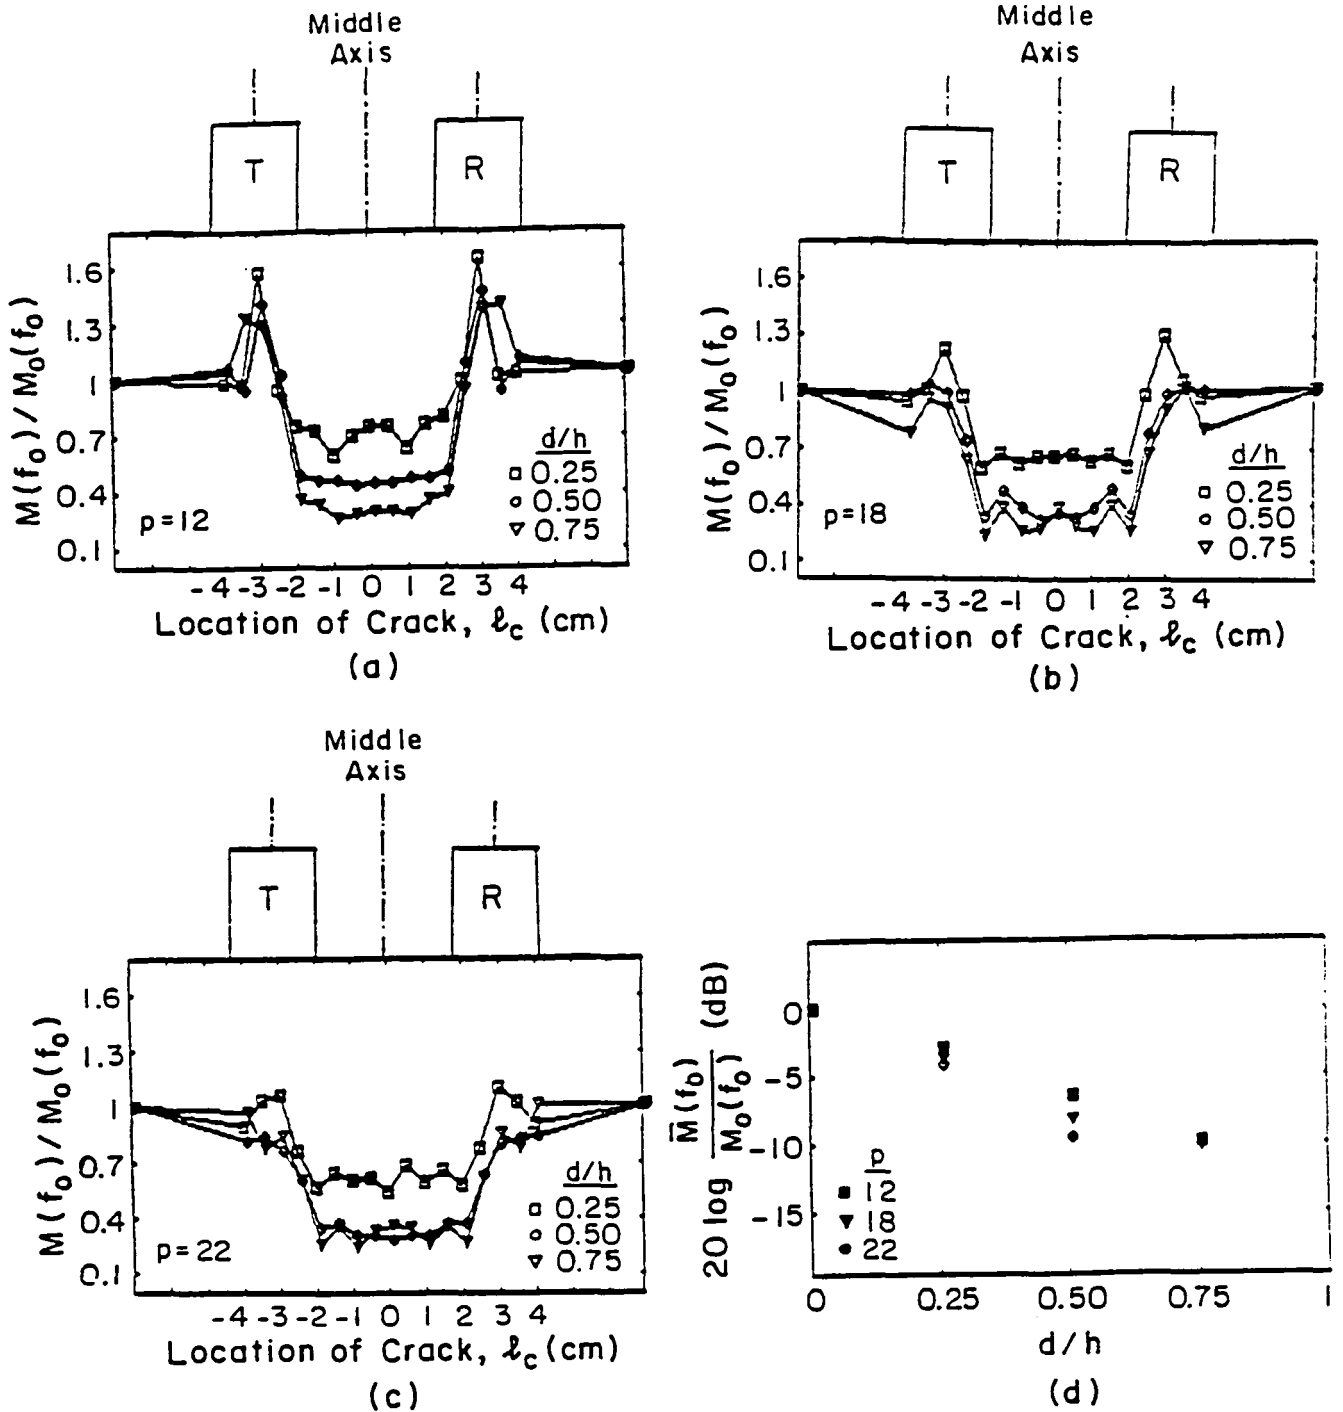 Middle
Axis
T
R
M(f₀)/M₀(f₀)
1.6
1.3
1
0.7
0.4
0.1
p=12
d/h
0.25
0.50
0.75
-4 -3 -2 -1 0 1 2 3 4
Location of Crack, ℓc (cm)
(a)
Middle
Axis
T
R
M(f₀)/M₀(f₀)
1.6
1.3
1
0.7
0.4
0.1
p=18
d/h
0.25
0.50
0.75
-4 -3 -2 -1 0 1 2 3 4
Location of Crack, ℓc (cm)
(b)
Middle
Axis
T
R
M(f₀)/M₀(f₀)
1.6
1.3
1
0.7
0.4
0.1
p=22
d/h
0.25
0.50
0.75
-4 -3 -2 -1 0 1 2 3 4
Location of Crack, ℓc (cm)
(c)
20 log M̄(f₀)/M₀(f₀) (dB)
0
-5
-10
-15
p
12
18
22
0 0.25 0.50 0.75 1
d/h
(d)